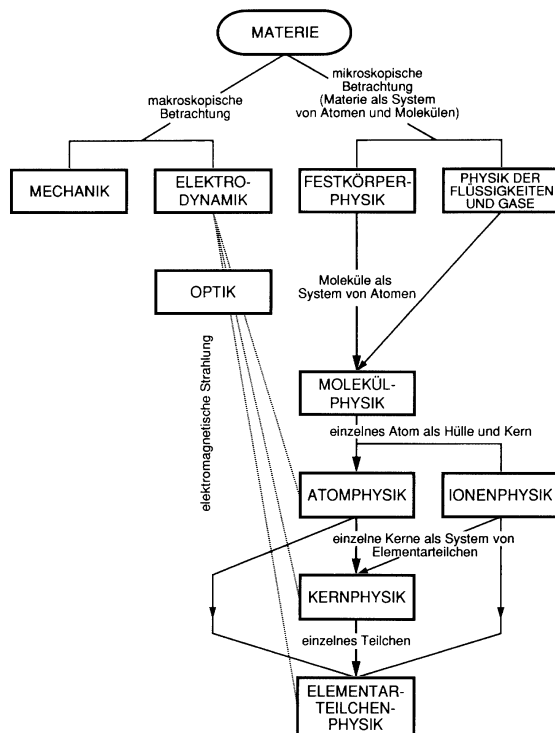 MATERIE
makroskopische
Betrachtung
mikroskopische
Betrachtung
(Materie als System
von Atomen und Molekülen)
MECHANIK
ELEKTRO-
DYNAMIK
FESTKÖRPER-
PHYSIK
PHYSIK DER
FLÜSSIGKEITEN
UND GASE
OPTIK
Moleküle als
System von Atomen
elektromagnetische Strahlung
MOLEKÜL-
PHYSIK
einzelnes Atom als Hülle und Kern
ATOMPHYSIK
IONENPHYSIK
einzelne Kerne als System von
Elementarteilchen
KERNPHYSIK
einzelnes Teilchen
ELEMENTAR-
TEILCHEN-
PHYSIK